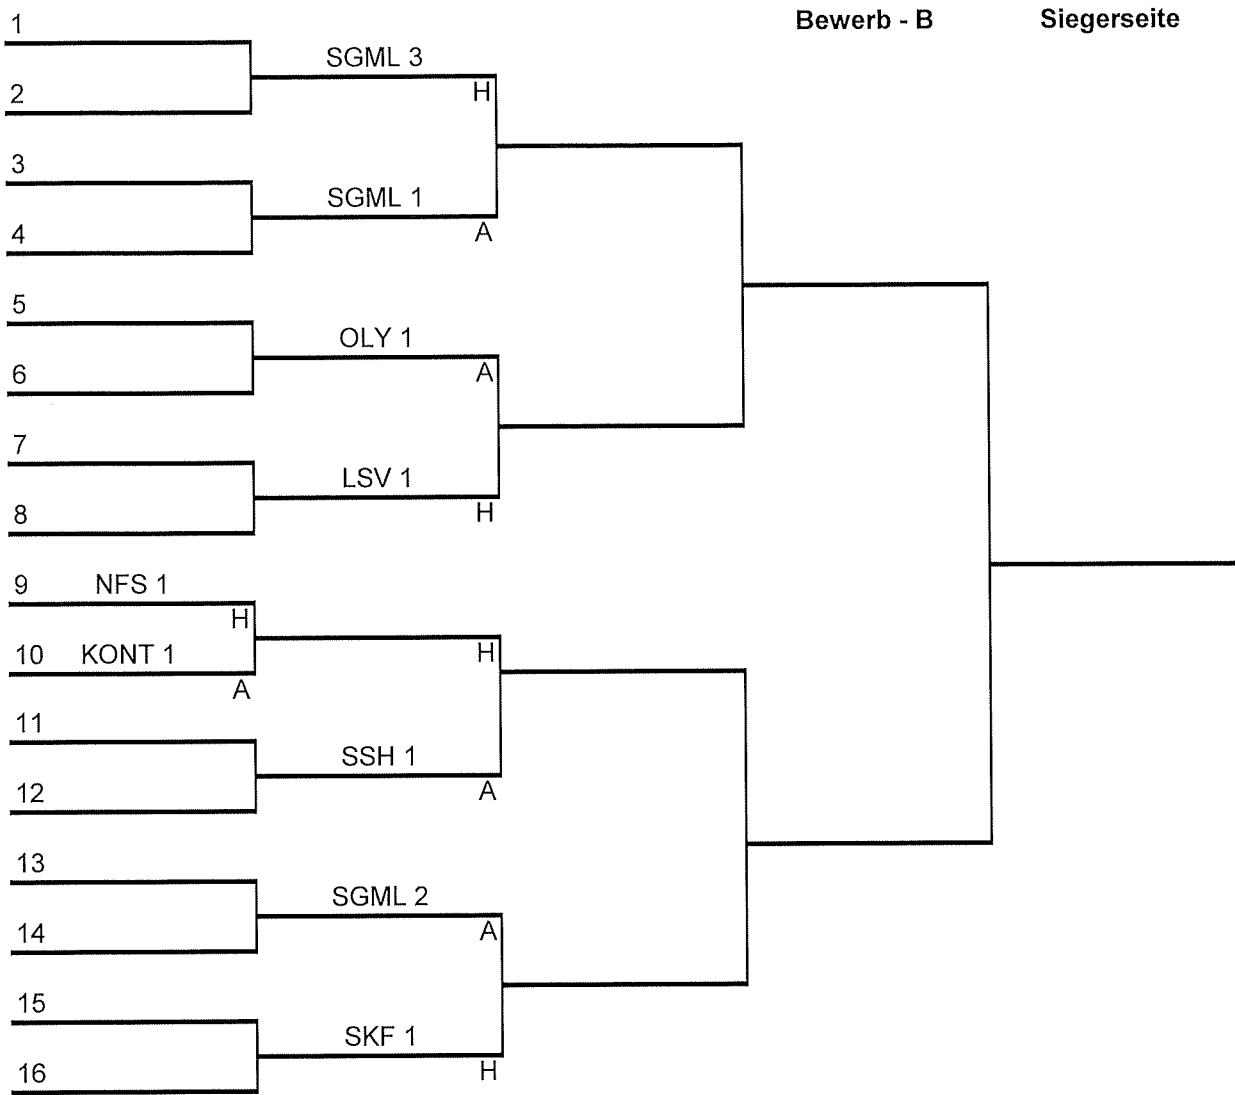 Bewerb - B Siegerseite
1
SGML 3
H
2
3
SGML 1
A
4
5
OLY 1
A
6
7
LSV 1
H
8
9 NFS 1
H
10 KONT 1
A
H
11
SSH 1
A
12
13
SGML 2
A
14
15
SKF 1
H
16